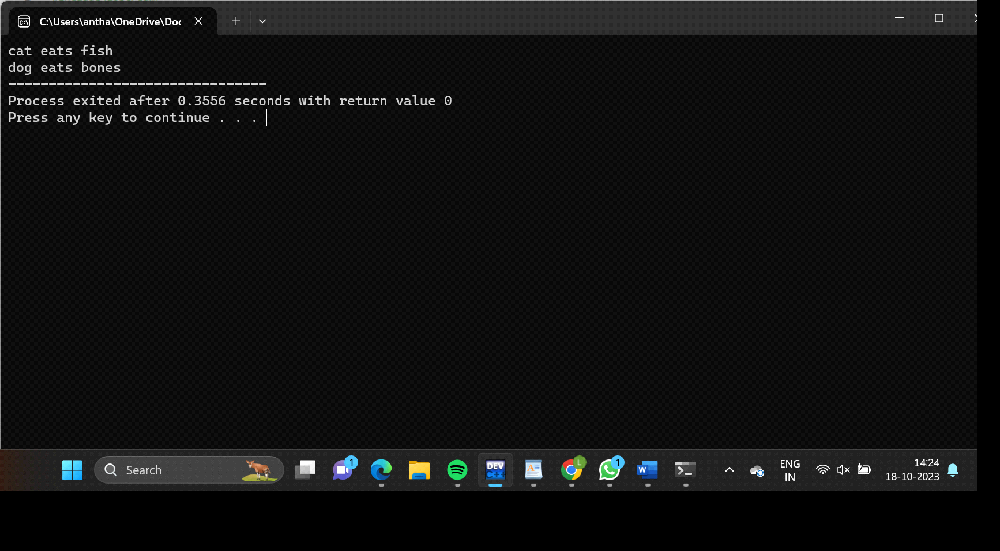 C:\Users\antha\OneDrive\Doc
cat eats fish
dog eats bones
--------------------------------
Process exited after 0.3556 seconds with return value 0
Press any key to continue . . .
Search
1
DEV
C++
A
L
1
W
ENG
IN
14:24
18-10-2023